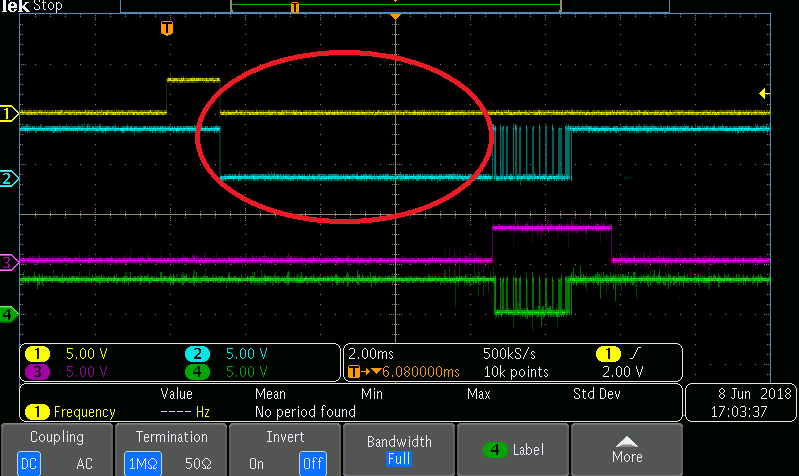 Tek Stop
T
T
1
2
3
4
1 5.00 V 2 5.00 V
3 5.00 V 4 5.00 V
2.00ms 500kS/s 1
T→▼6.080000ms 10k points 2.00 V
Value Mean Min Max Std Dev
1 Frequency ---- Hz No period found
8 Jun 2018
17:03:37
Coupling Termination Invert Bandwidth 4 Label More
DC AC 1MΩ 50Ω On Off Full